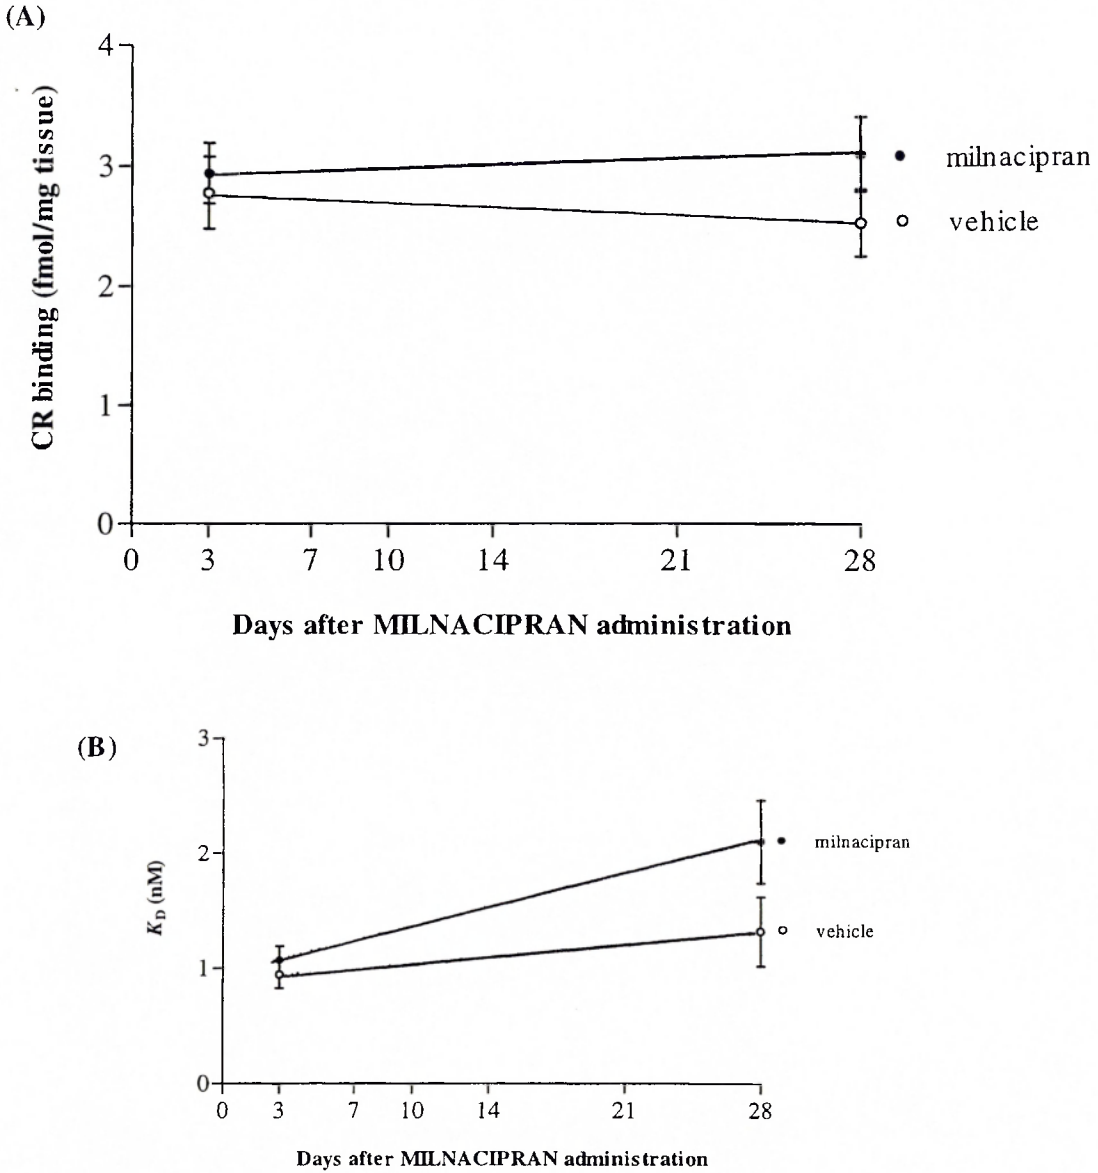 (A)
4
3
2
1
0
CR binding (fmol/mg tissue)
milnacipran
vehicle
0 3 7 10 14 21 28
Days after MILNACIPRAN administration
(B)
3
2
1
0
K_D (nM)
milnacipran
vehicle
0 3 7 10 14 21 28
Days after MILNACIPRAN administration